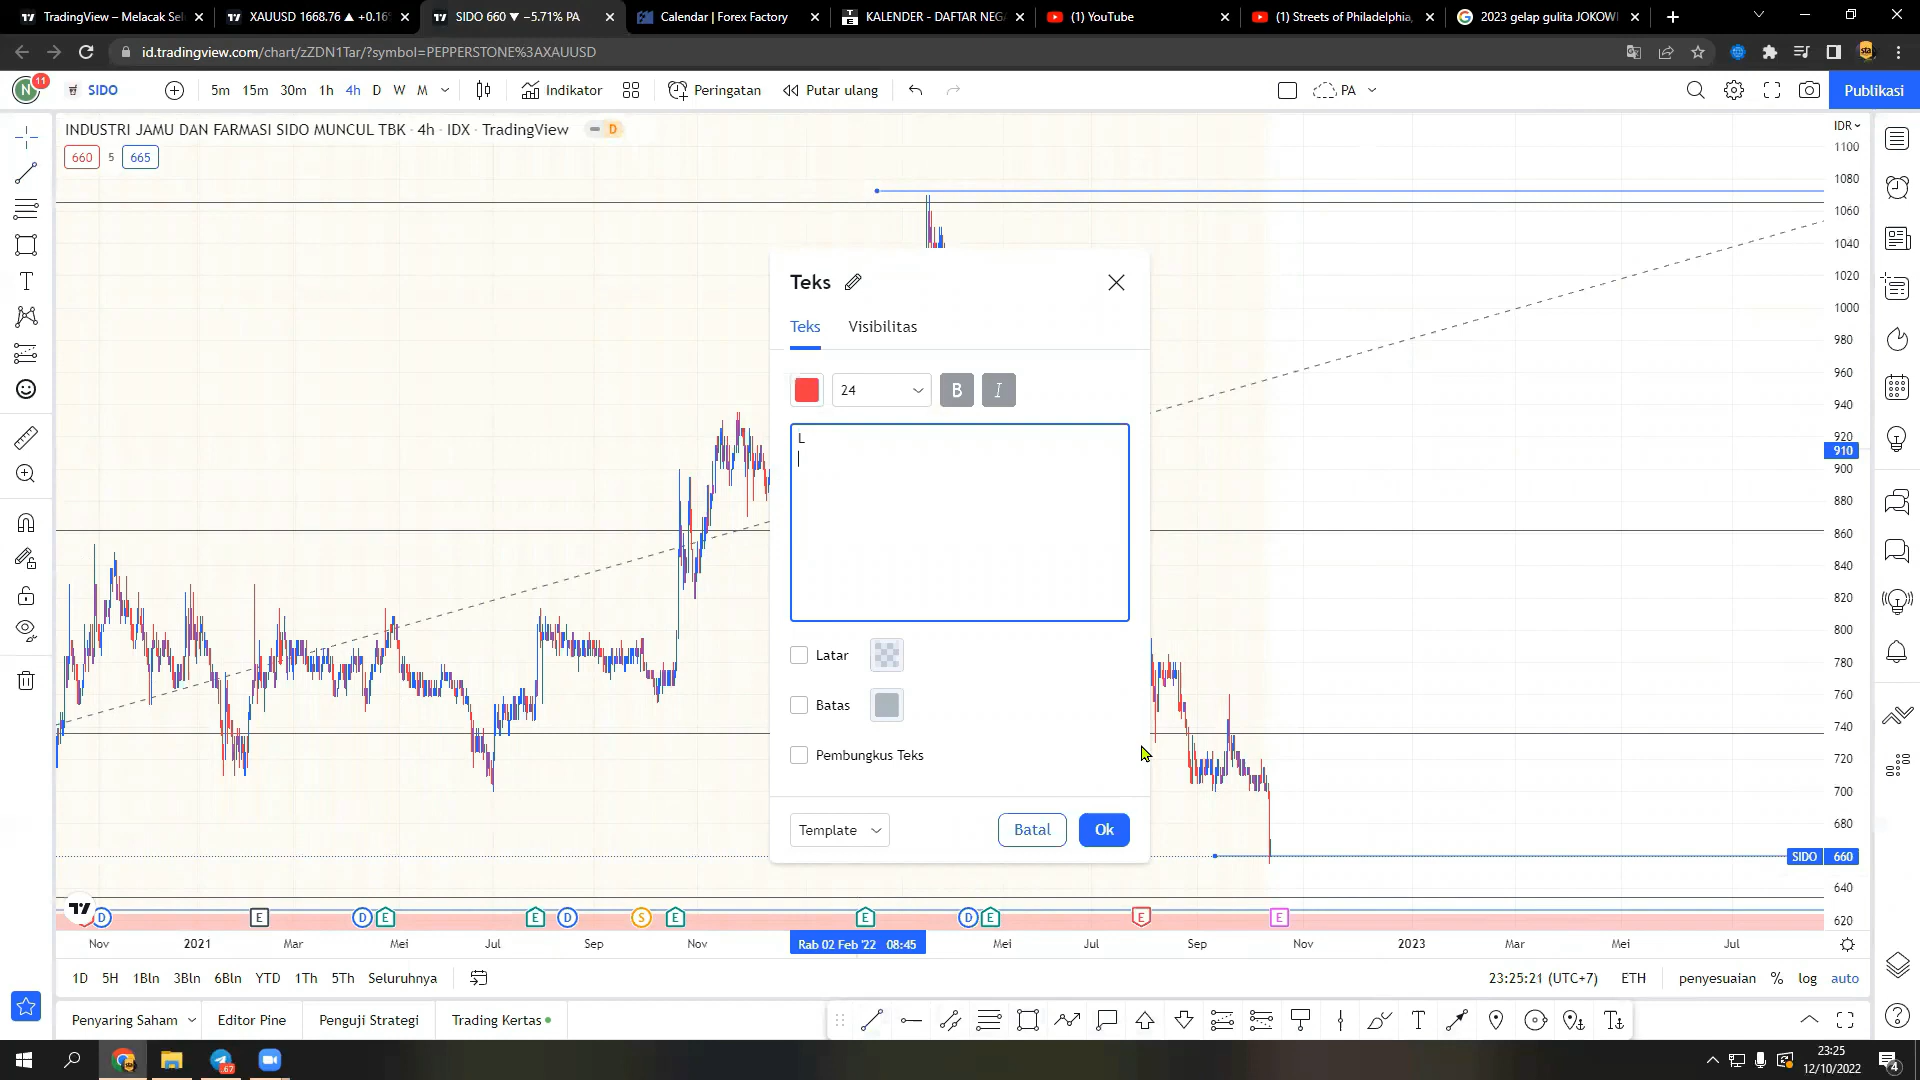 TradingView – Melacak Sel
XAUUSD 1668.76 ▲ +0.16
SIDO 660 ▼ −5.71% PA
Calendar | Forex Factory
KALENDER - DAFTAR NEG
(1) YouTube
(1) Streets of Philadelphia,
2023 gelap gulita JOKOW
id.tradingview.com/chart/zZDN1Tar/?symbol=PEPPERSTONE%3AXAUUSD
N 11
SIDO
5m 15m 30m 1h 4h D W M
Indikator
Peringatan
Putar ulang
PA
Publikasi
INDUSTRI JAMU DAN FARMASI SIDO MUNCUL TBK · 4h · IDX · TradingView
D
660 5 665
IDR
1100
1080
1060
1040
1020
1000
980
960
940
920
910
900
880
860
840
820
800
780
760
740
720
700
680
SIDO 660
640
620
Teks
Teks Visibilitas
24 B I
L
Latar
Batas
Pembungkus Teks
Template Batal Ok
D E D E E D S E E D E E E
Nov 2021 Mar Mei Jul Sep Nov Rab 02 Feb '22 08:45 Mei Jul Sep Nov 2023 Mar Mei Jul
1D 5H 1Bln 3Bln 6Bln YTD 1Th 5Th Seluruhnya
23:25:21 (UTC+7) ETH penyesuaian % log auto
Penyaring Saham Editor Pine Penguji Strategi Trading Kertas
67
23:25
12/10/2022
4